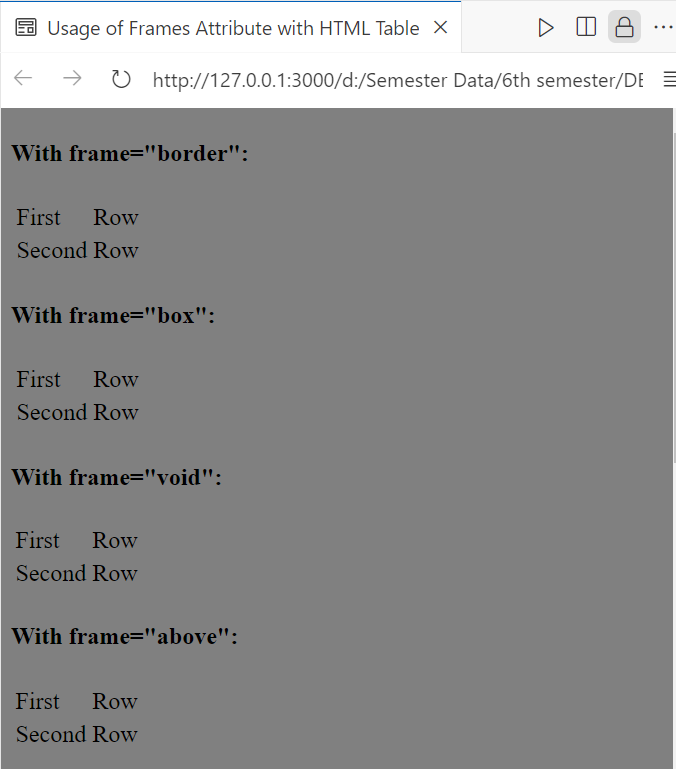 Usage of Frames Attribute with HTML Table
http://127.0.0.1:3000/d:/Semester Data/6th semester/DE
With frame="border":
First Row
Second Row
With frame="box":
First Row
Second Row
With frame="void":
First Row
Second Row
With frame="above":
First Row
Second Row